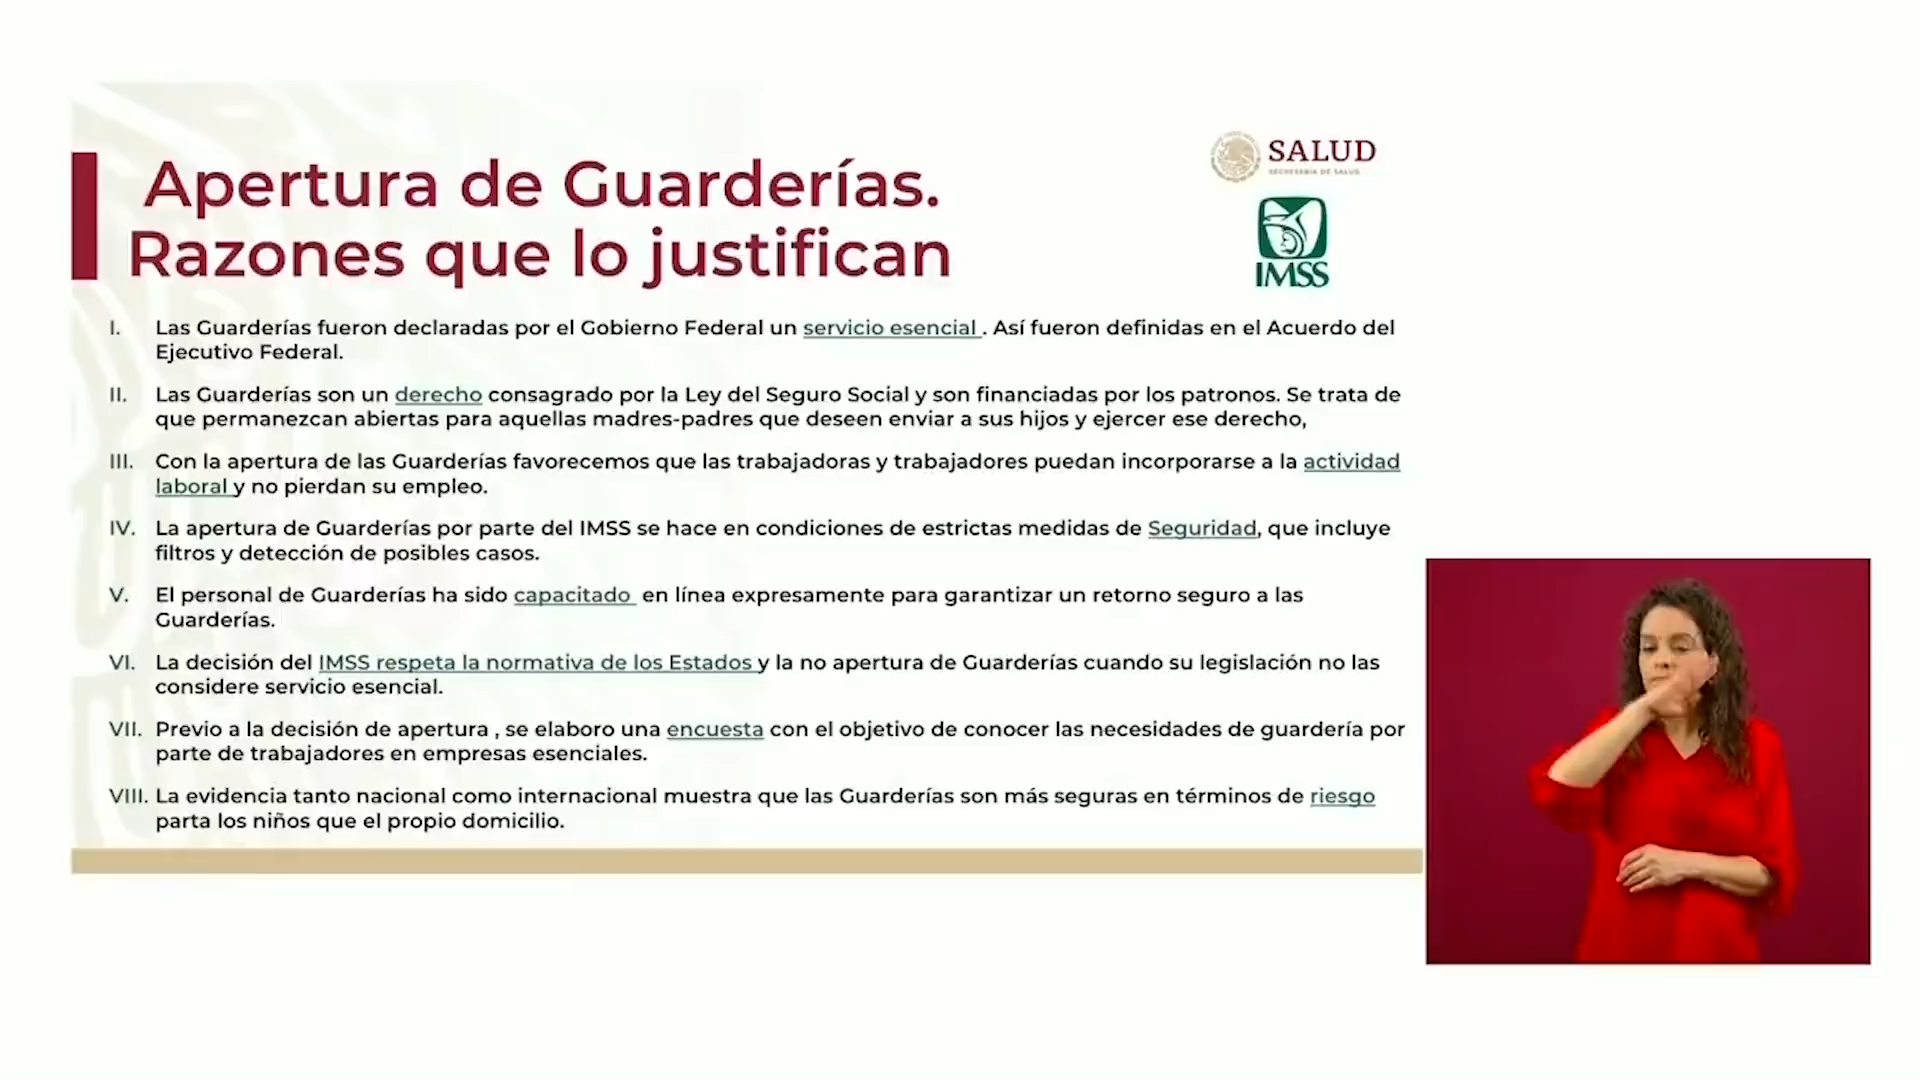 SALUD
SECRETARÍA DE SALUD
IMSS
Apertura de Guarderías.
Razones que lo justifican
I. Las Guarderías fueron declaradas por el Gobierno Federal un servicio esencial . Así fueron definidas en el Acuerdo del
Ejecutivo Federal.
II. Las Guarderías son un derecho consagrado por la Ley del Seguro Social y son financiadas por los patronos. Se trata de
que permanezcan abiertas para aquellas madres-padres que deseen enviar a sus hijos y ejercer ese derecho,
III. Con la apertura de las Guarderías favorecemos que las trabajadoras y trabajadores puedan incorporarse a la actividad
laboral y no pierdan su empleo.
IV. La apertura de Guarderías por parte del IMSS se hace en condiciones de estrictas medidas de Seguridad, que incluye
filtros y detección de posibles casos.
V. El personal de Guarderías ha sido capacitado en línea expresamente para garantizar un retorno seguro a las
Guarderías.
VI. La decisión del IMSS respeta la normativa de los Estados y la no apertura de Guarderías cuando su legislación no las
considere servicio esencial.
VII. Previo a la decisión de apertura , se elaboro una encuesta con el objetivo de conocer las necesidades de guardería por
parte de trabajadores en empresas esenciales.
VIII. La evidencia tanto nacional como internacional muestra que las Guarderías son más seguras en términos de riesgo
parta los niños que el propio domicilio.